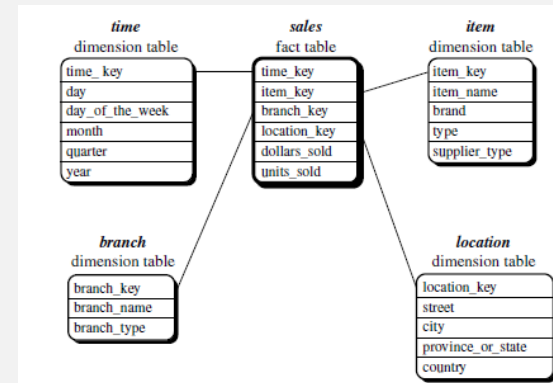 time
dimension table
time_ key
day
day_of_the_week
month
quarter
year
sales
fact table
time_key
item_key
branch_key
location_key
dollars_sold
units_sold
item
dimension table
item_key
item_name
brand
type
supplier_type
branch
dimension table
branch_key
branch_name
branch_type
location
dimension table
location_key
street
city
province_or_state
country